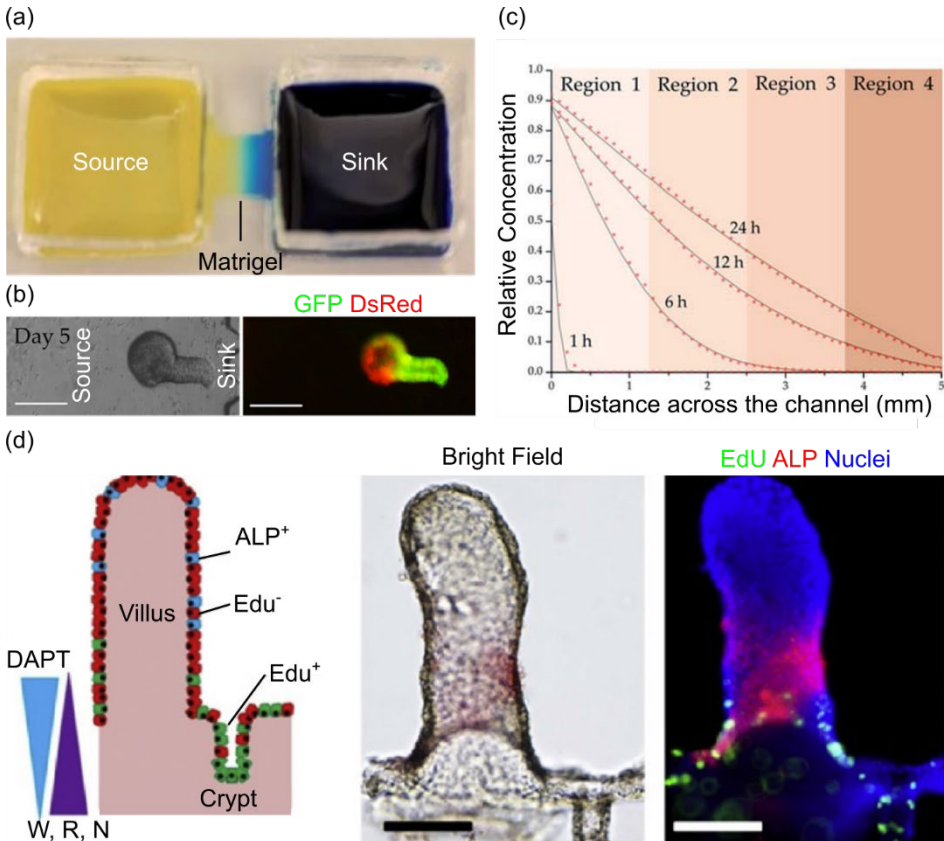 (a)
Source
Sink
Matrigel
(b)
GFP DsRed
Day 5
Source
Sink
(c)
Relative Concentration
1.0
0.9
0.8
0.7
0.6
0.5
0.4
0.3
0.2
0.1
0.0
Region 1
Region 2
Region 3
Region 4
24 h
12 h
6 h
1 h
0
1
2
3
4
5
Distance across the channel (mm)
(d)
Villus
ALP+
Edu-
Edu+
Crypt
DAPT
W, R, N
Bright Field
EdU ALP Nuclei